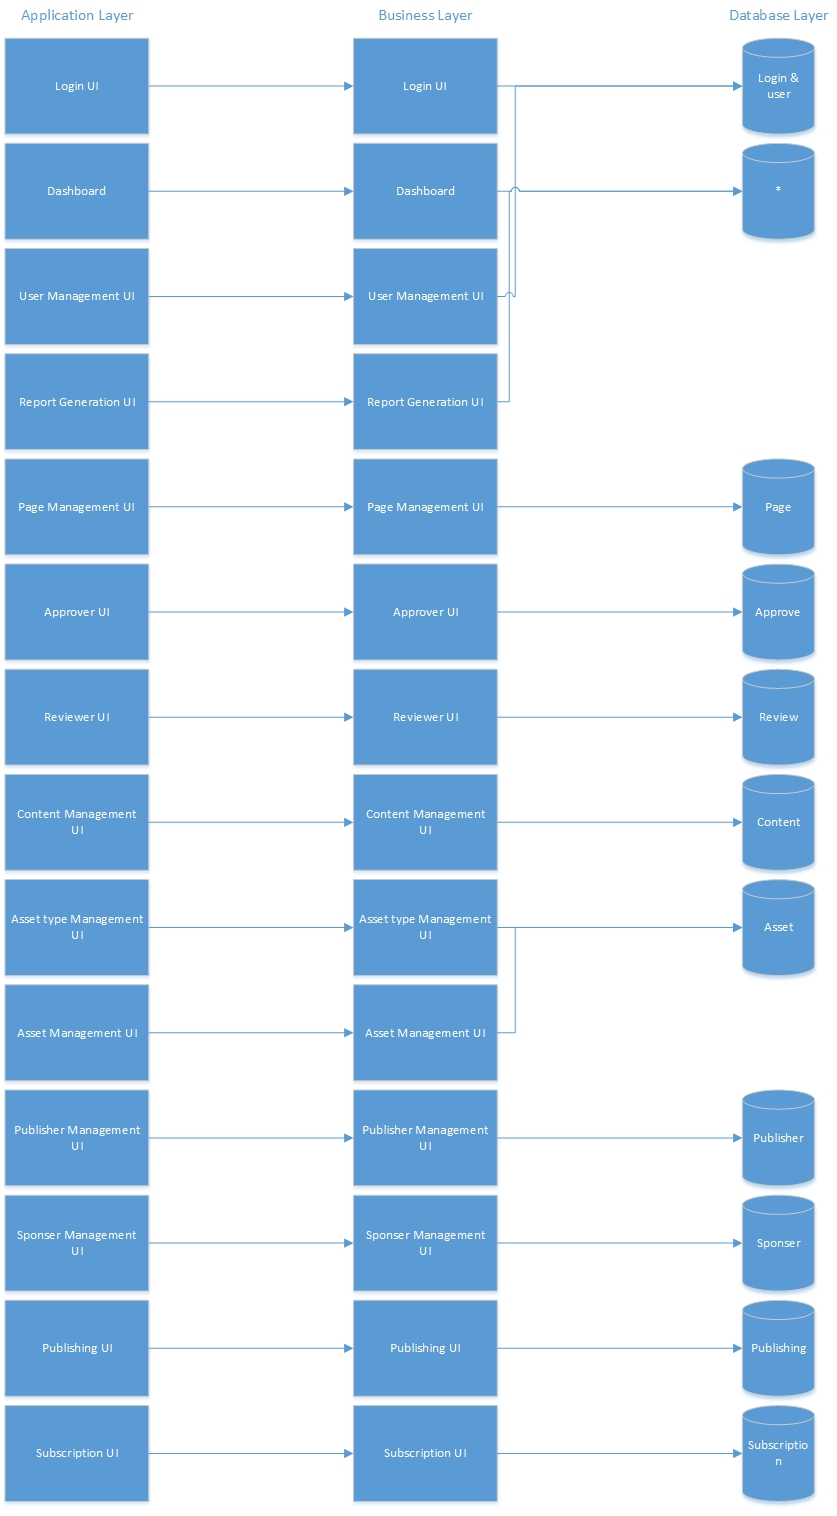 Application Layer
Business Layer
Database Layer
Login UI
Login UI
Login &
user
Dashboard
Dashboard
*
User Management UI
User Management UI
Report Generation UI
Report Generation UI
Page Management UI
Page Management UI
Page
Approver UI
Approver UI
Approve
Reviewer UI
Reviewer UI
Review
Content Management
UI
Content Management
UI
Content
Asset type Management
UI
Asset type Management
UI
Asset
Asset Management UI
Asset Management UI
Publisher Management
UI
Publisher Management
UI
Publisher
Sponser Management
UI
Sponser Management
UI
Sponser
Publishing UI
Publishing UI
Publishing
Subscription UI
Subscription UI
Subscriptio
n